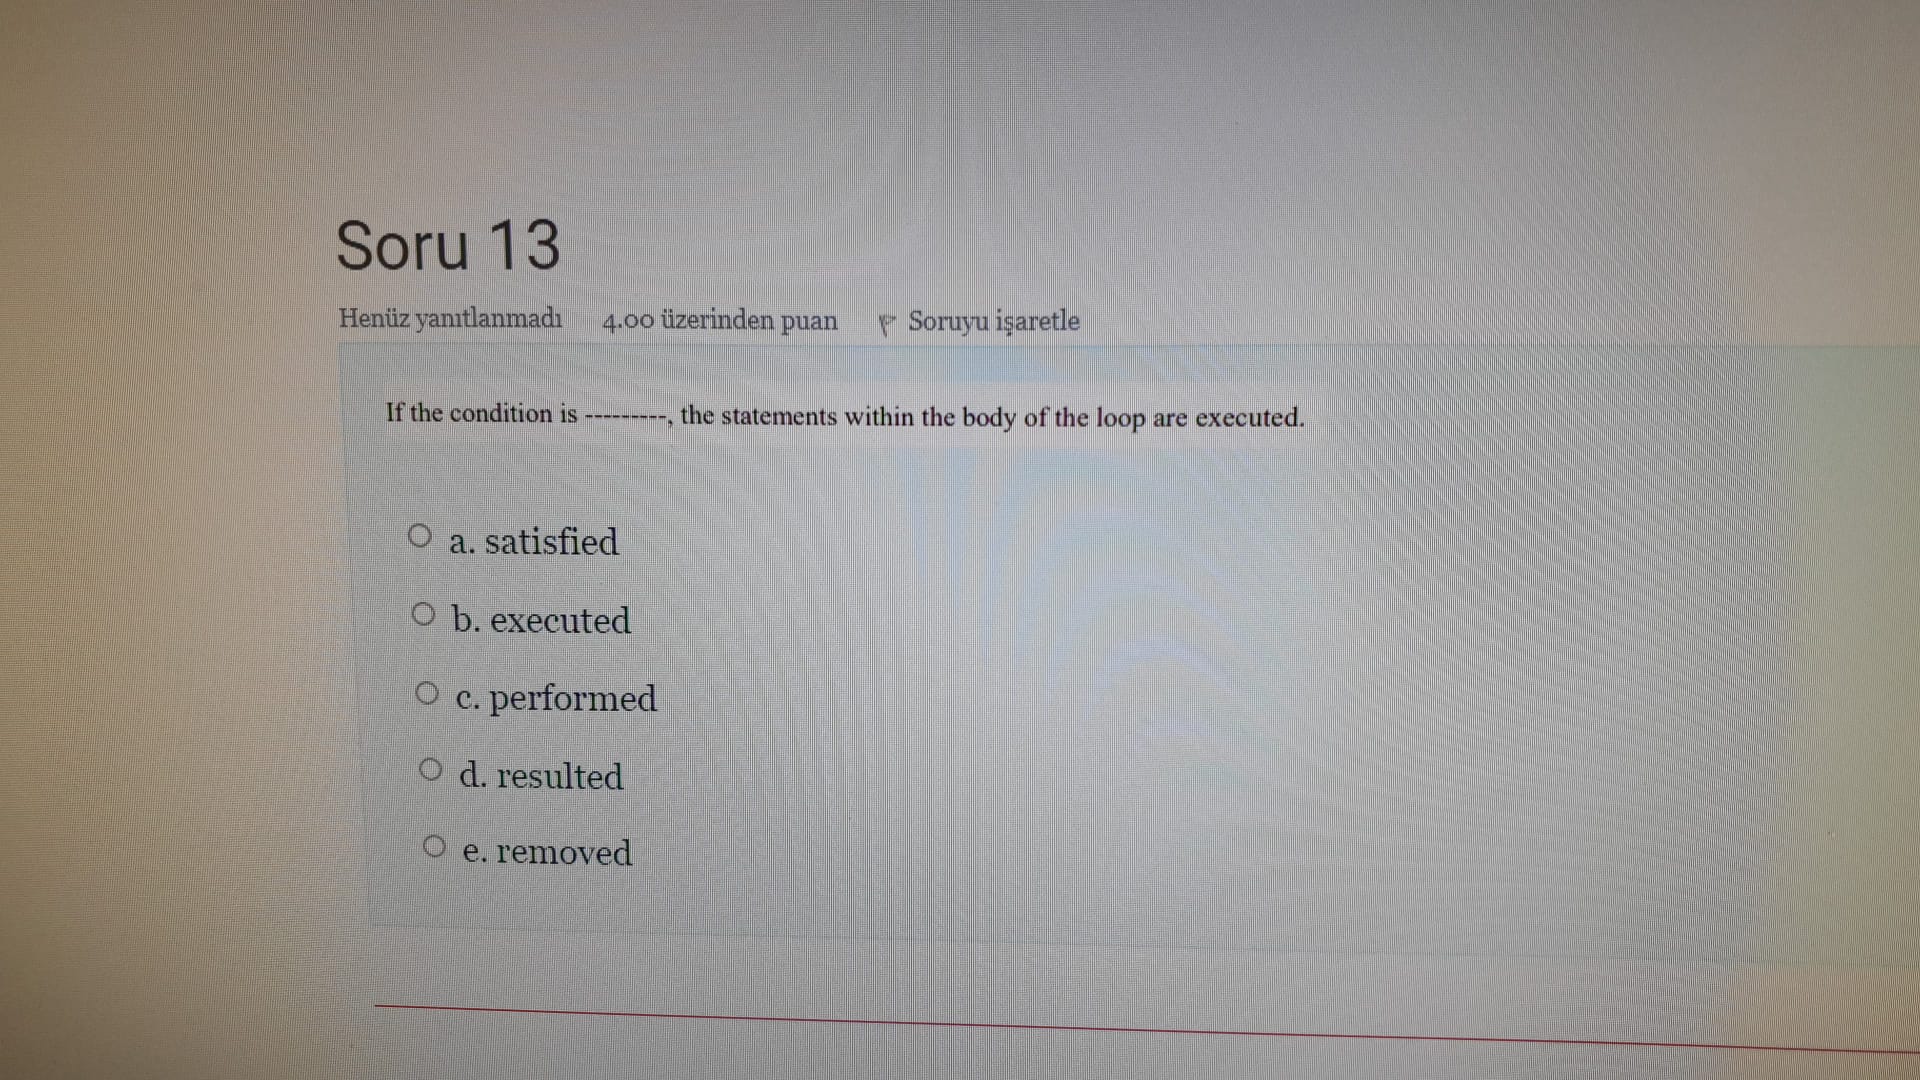 Soru 13
Henüz yanıtlanmadı 4.00 üzerinden puan Soruyu işaretle
If the condition is ---------, the statements within the body of the loop are executed.
a. satisfied
b. executed
c. performed
d. resulted
e. removed